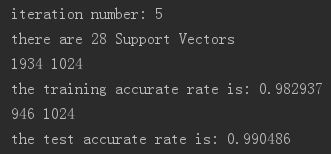 iteration number: 5
there are 28 Support Vectors
1934 1024
the training accurate rate is: 0.982937
946 1024
the test accurate rate is: 0.990486